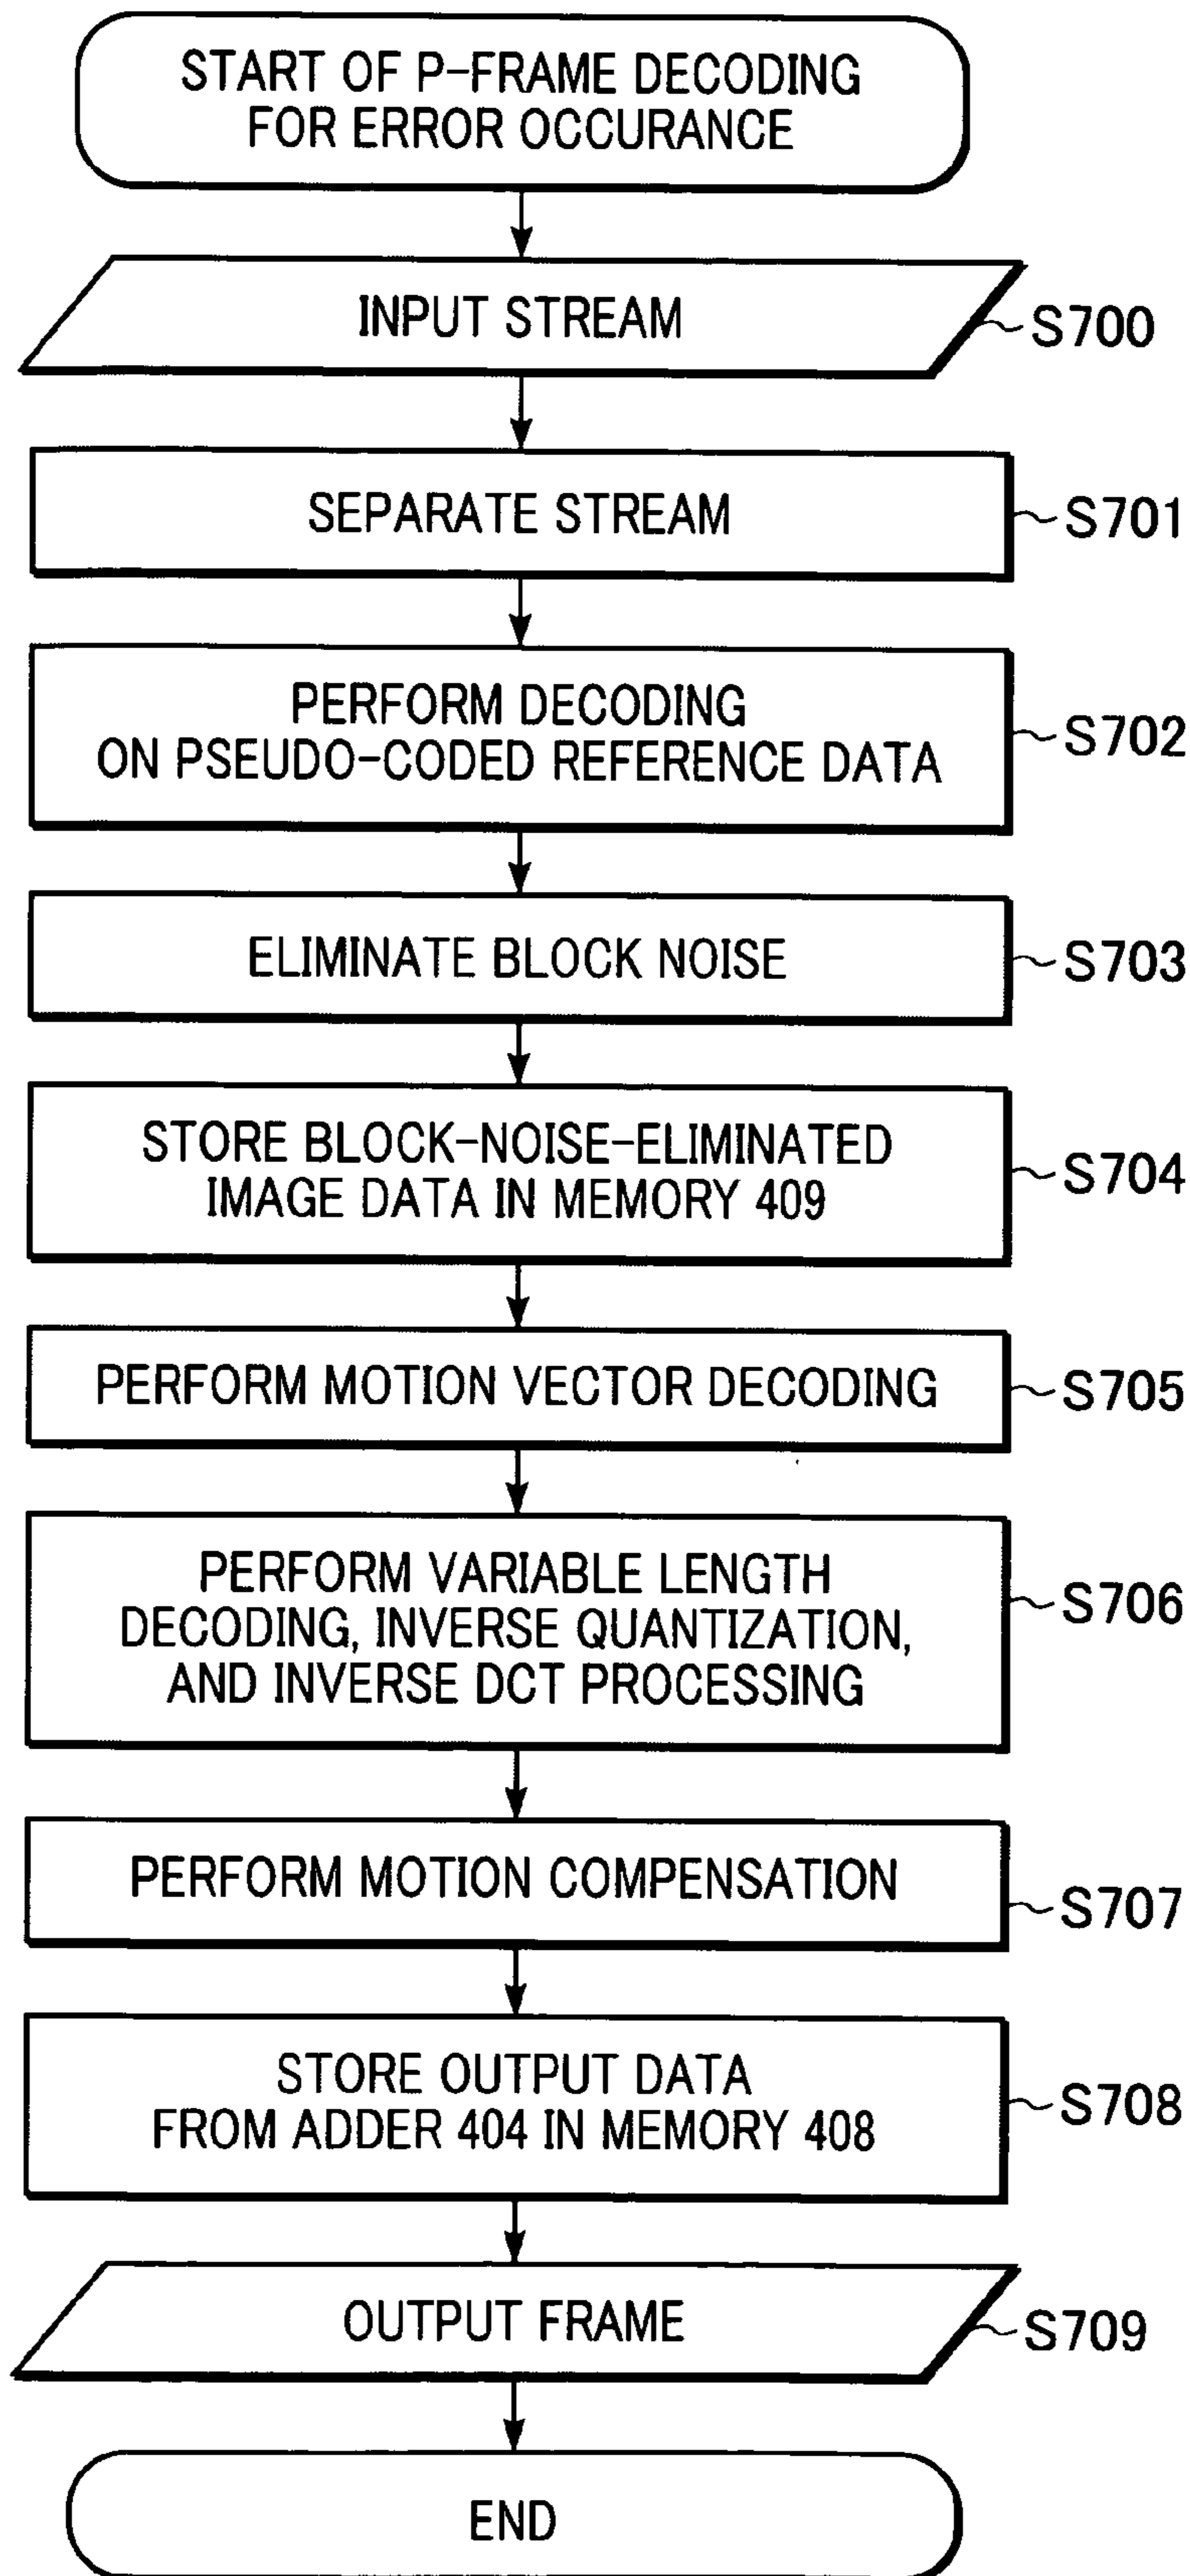 START OF P-FRAME DECODING
FOR ERROR OCCURANCE
INPUT STREAM
S700
SEPARATE STREAM
S701
PERFORM DECODING
ON PSEUDO-CODED REFERENCE DATA
S702
ELIMINATE BLOCK NOISE
S703
STORE BLOCK-NOISE-ELIMINATED
IMAGE DATA IN MEMORY 409
S704
PERFORM MOTION VECTOR DECODING
S705
PERFORM VARIABLE LENGTH
DECODING, INVERSE QUANTIZATION,
AND INVERSE DCT PROCESSING
S706
PERFORM MOTION COMPENSATION
S707
STORE OUTPUT DATA
FROM ADDER 404 IN MEMORY 408
S708
OUTPUT FRAME
S709
END